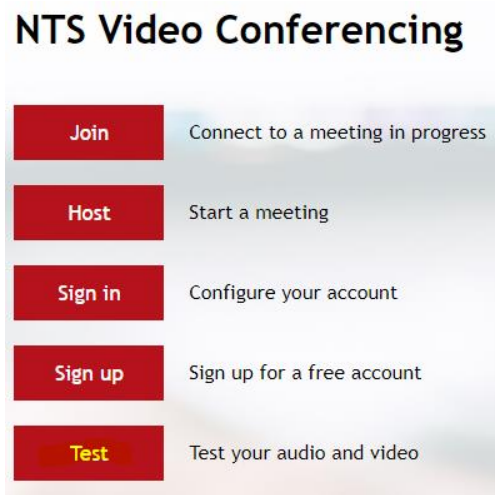 NTS Video Conferencing
Join Connect to a meeting in progress
Host Start a meeting
Sign in Configure your account
Sign up Sign up for a free account
Test Test your audio and video